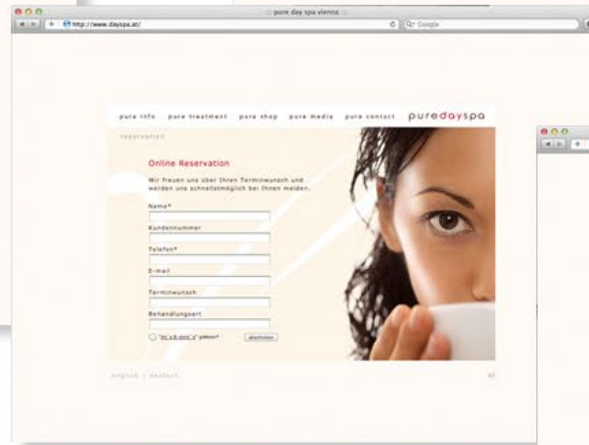 :: pure day spa vienna ::
http://www.dayspa.at/
Google
pure info pure treatment pure shop pure media pure contact puredayspa
reservation
Online Reservation
Wir freuen uns über Ihren Terminwunsch und
werden uns schnellstmöglich bei Ihnen melden.
Name*
Kundennummer
Telefon*
E-mail
Terminwunsch
Behandlungsart
gelesen*
abschicken
english | deutsch